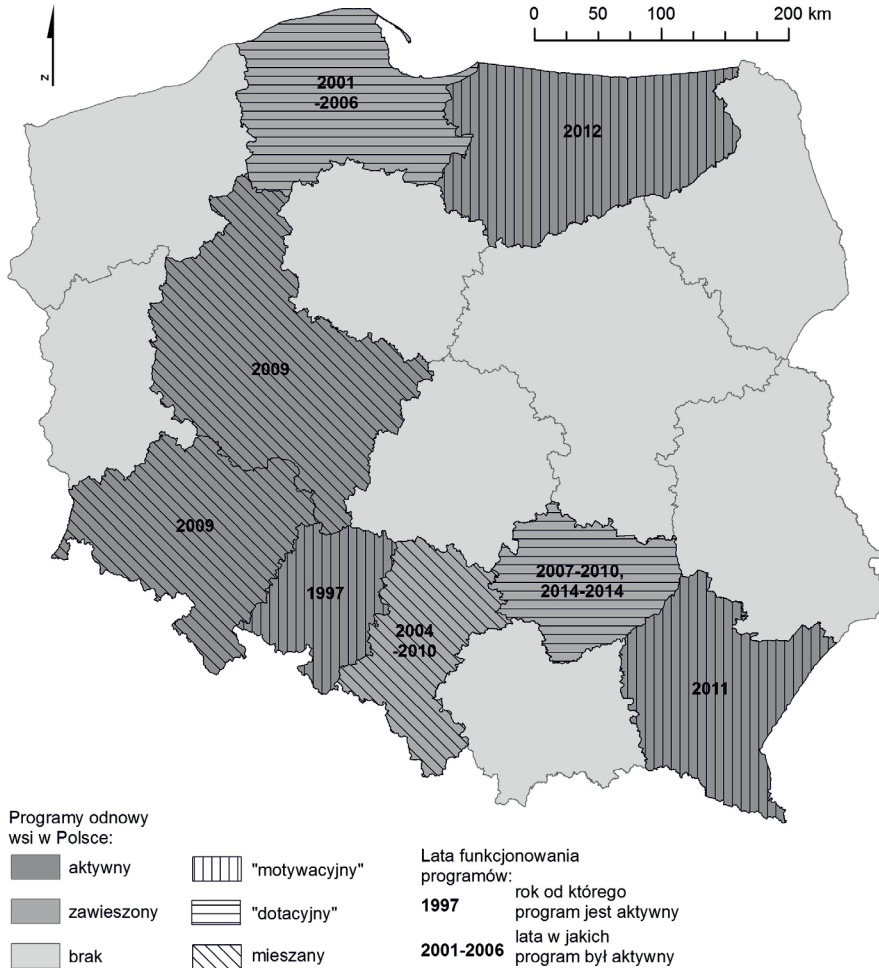 0 50 100 200 km
z
2001
-2006
2012
2009
2009
1997
2004
-2010
2007-2010,
2014-2014
2011
Programy odnowy
wsi w Polsce:
aktywny
zawieszony
brak
"motywacyjny"
"dotacyjny"
mieszany
Lata funkcjonowania
programów:
1997 rok od którego
program jest aktywny
2001-2006 lata w jakich
program był aktywny